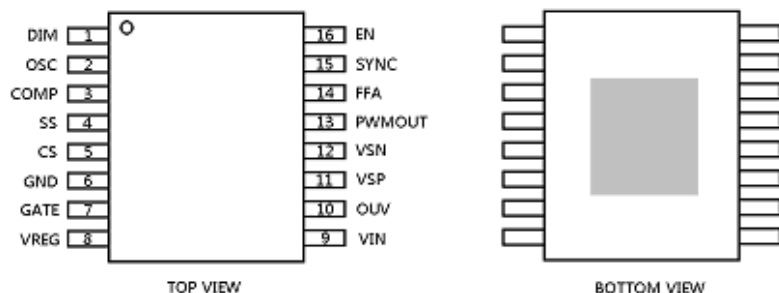 DIM 1 16 EN
OSC 2 15 SYNC
COMP 3 14 FFA
SS 4 13 PWMOUT
CS 5 12 VSN
GND 6 11 VSP
GATE 7 10 OUV
VREG 8 9 VIN
TOP VIEW BOTTOM VIEW